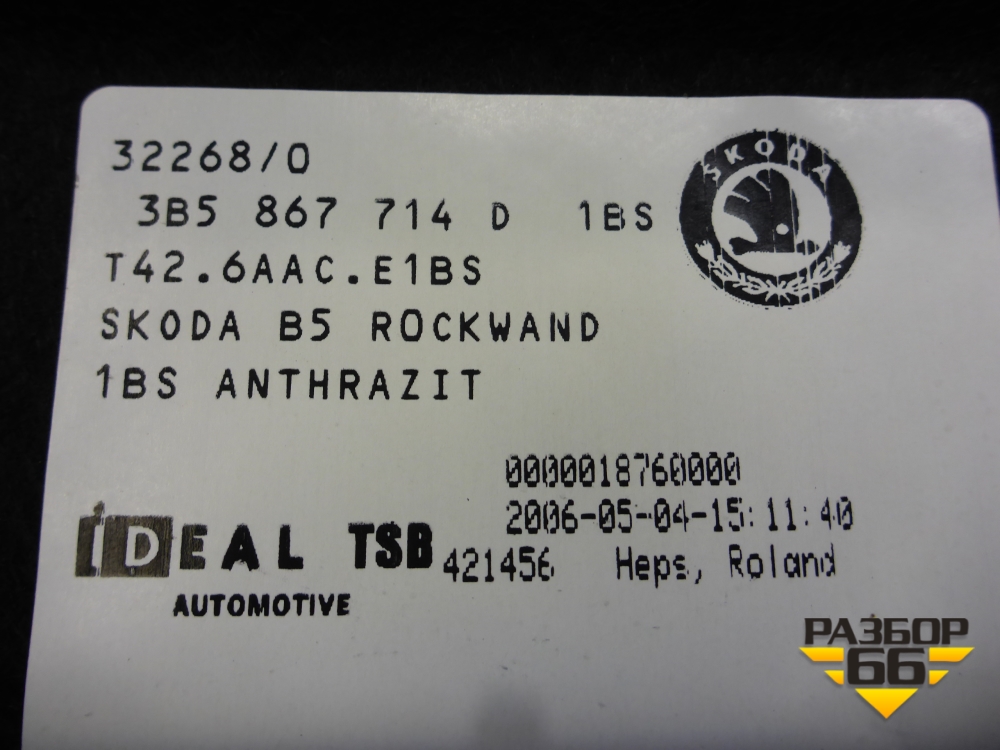 32268/0
3B5 867 714 D 1BS
SKODA
T42.6AAC.E1BS
SKODA B5 ROCKWAND
1BS ANTHRAZIT
0000018760000
2006-05-04-15:11:40
IDEAL TSB 421456 Heps, Roland
AUTOMOTIVE
РАЗБОР
66